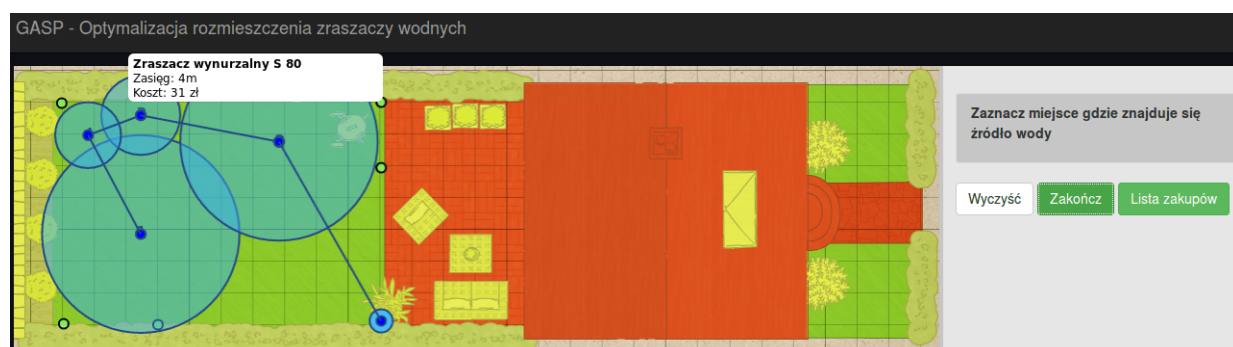 GASP - Optymalizacja rozmieszczenia zraszaczy wodnych
Zraszacz wynurzalny S 80
Zasięg: 4m
Koszt: 31 zł
Zaznacz miejsce gdzie znajduje się
źródło wody
Wyczyść Zakończ Lista zakupów